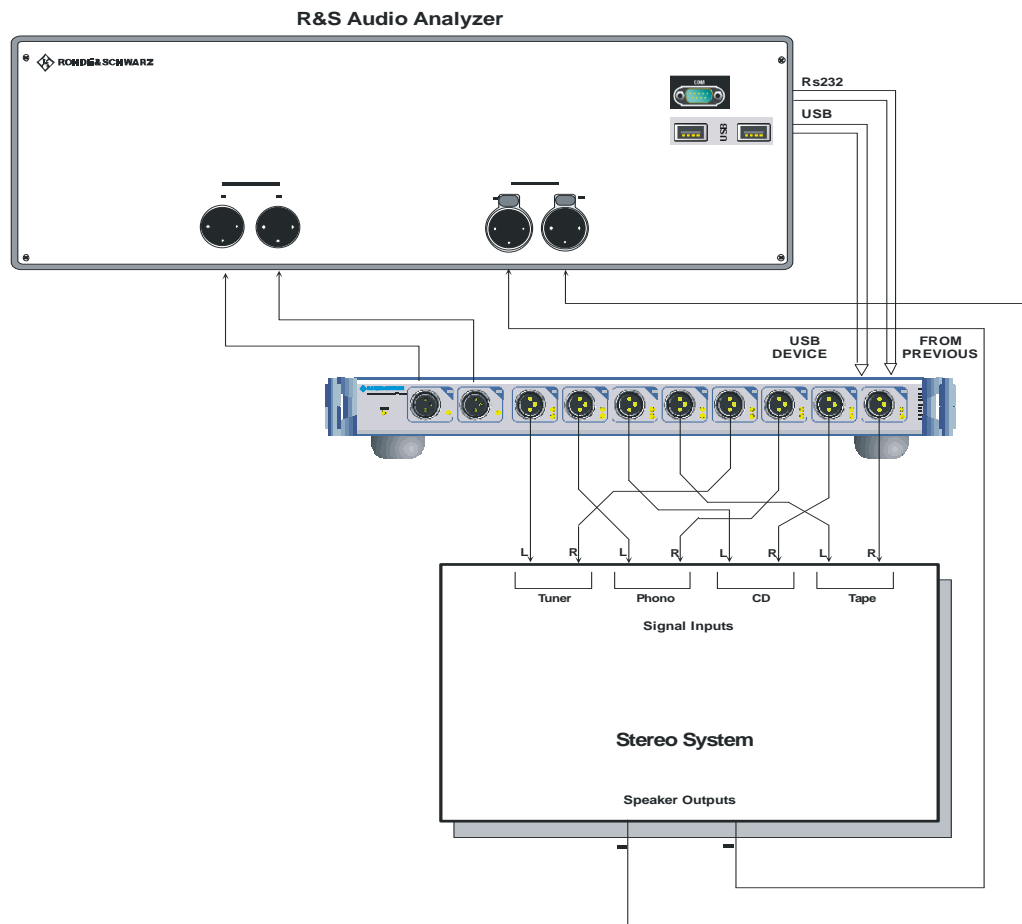 R&S Audio Analyzer
ROHDE&SCHWARZ
COM
Rs232
USB
USB
USB
DEVICE
FROM
PREVIOUS
L R L R L R L R
Tuner Phono CD Tape
Signal Inputs
Stereo System
Speaker Outputs